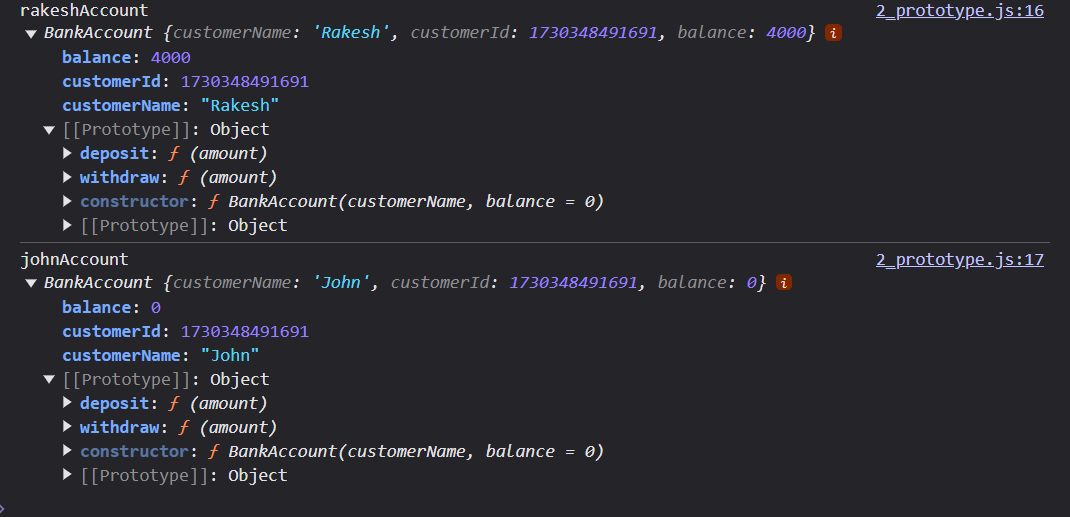 rakeshAccount 2_prototype.js:16
▼ BankAccount {customerName: 'Rakesh', customerId: 1730348491691, balance: 4000} i
balance: 4000
customerId: 1730348491691
customerName: "Rakesh"
▼ [[Prototype]]: Object
▶ deposit: ƒ (amount)
▶ withdraw: ƒ (amount)
▶ constructor: ƒ BankAccount(customerName, balance = 0)
▶ [[Prototype]]: Object
johnAccount 2_prototype.js:17
▼ BankAccount {customerName: 'John', customerId: 1730348491691, balance: 0} i
balance: 0
customerId: 1730348491691
customerName: "John"
▼ [[Prototype]]: Object
▶ deposit: ƒ (amount)
▶ withdraw: ƒ (amount)
▶ constructor: ƒ BankAccount(customerName, balance = 0)
▶ [[Prototype]]: Object